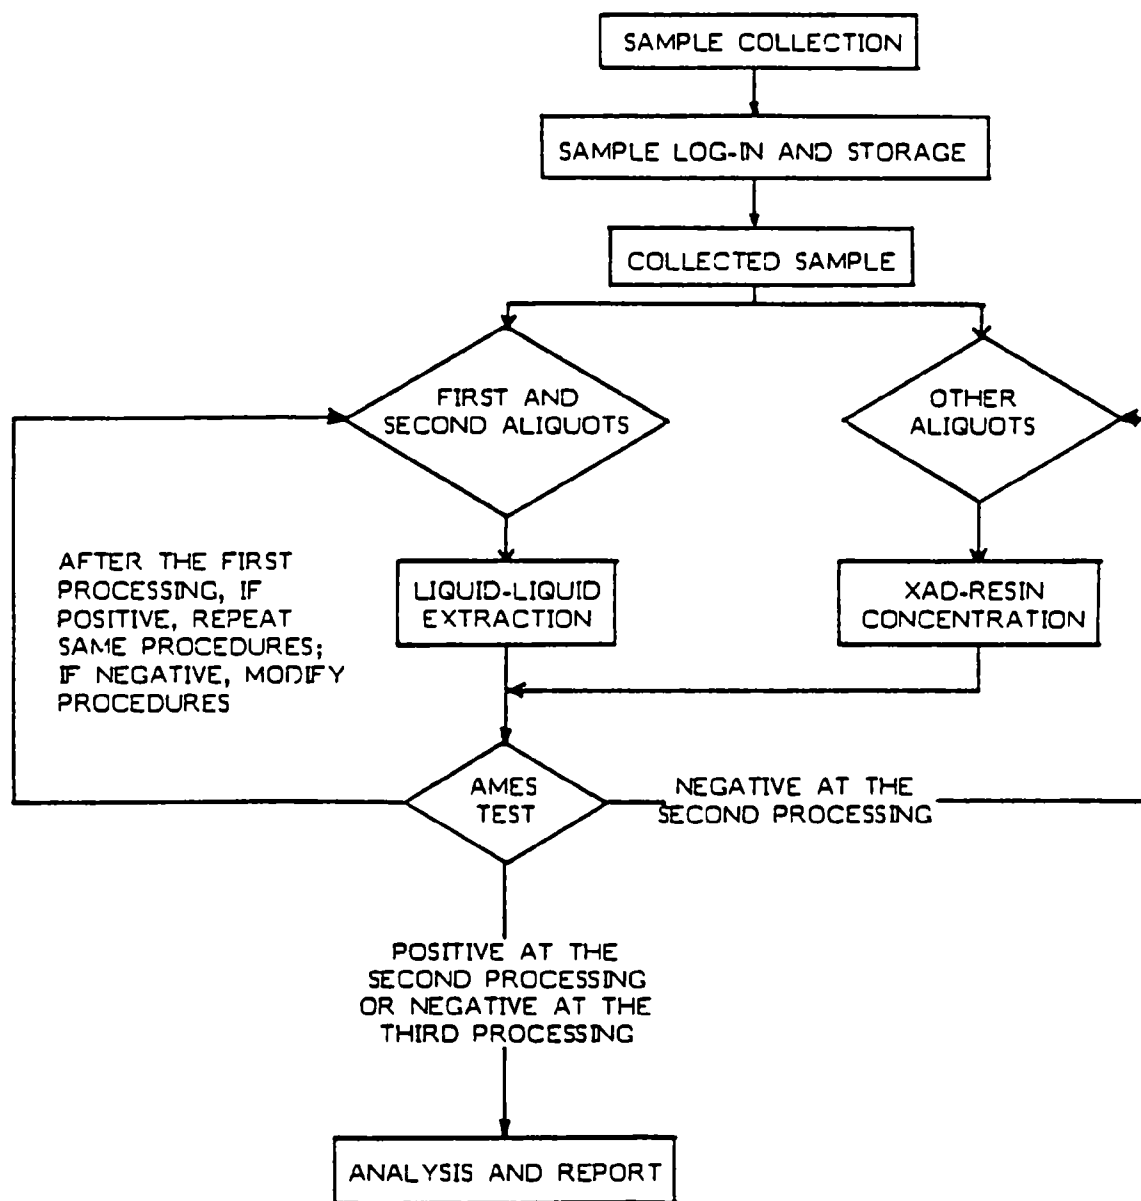 SAMPLE COLLECTION
SAMPLE LOG-IN AND STORAGE
COLLECTED SAMPLE
FIRST AND
SECOND ALIQUOTS
OTHER
ALIQUOTS
AFTER THE FIRST
PROCESSING, IF
POSITIVE, REPEAT
SAME PROCEDURES;
IF NEGATIVE, MODIFY
PROCEDURES
LIQUID-LIQUID
EXTRACTION
XAD-RESIN
CONCENTRATION
AMES
TEST
NEGATIVE AT THE
SECOND PROCESSING
POSITIVE AT THE
SECOND PROCESSING
OR NEGATIVE AT THE
THIRD PROCESSING
ANALYSIS AND REPORT